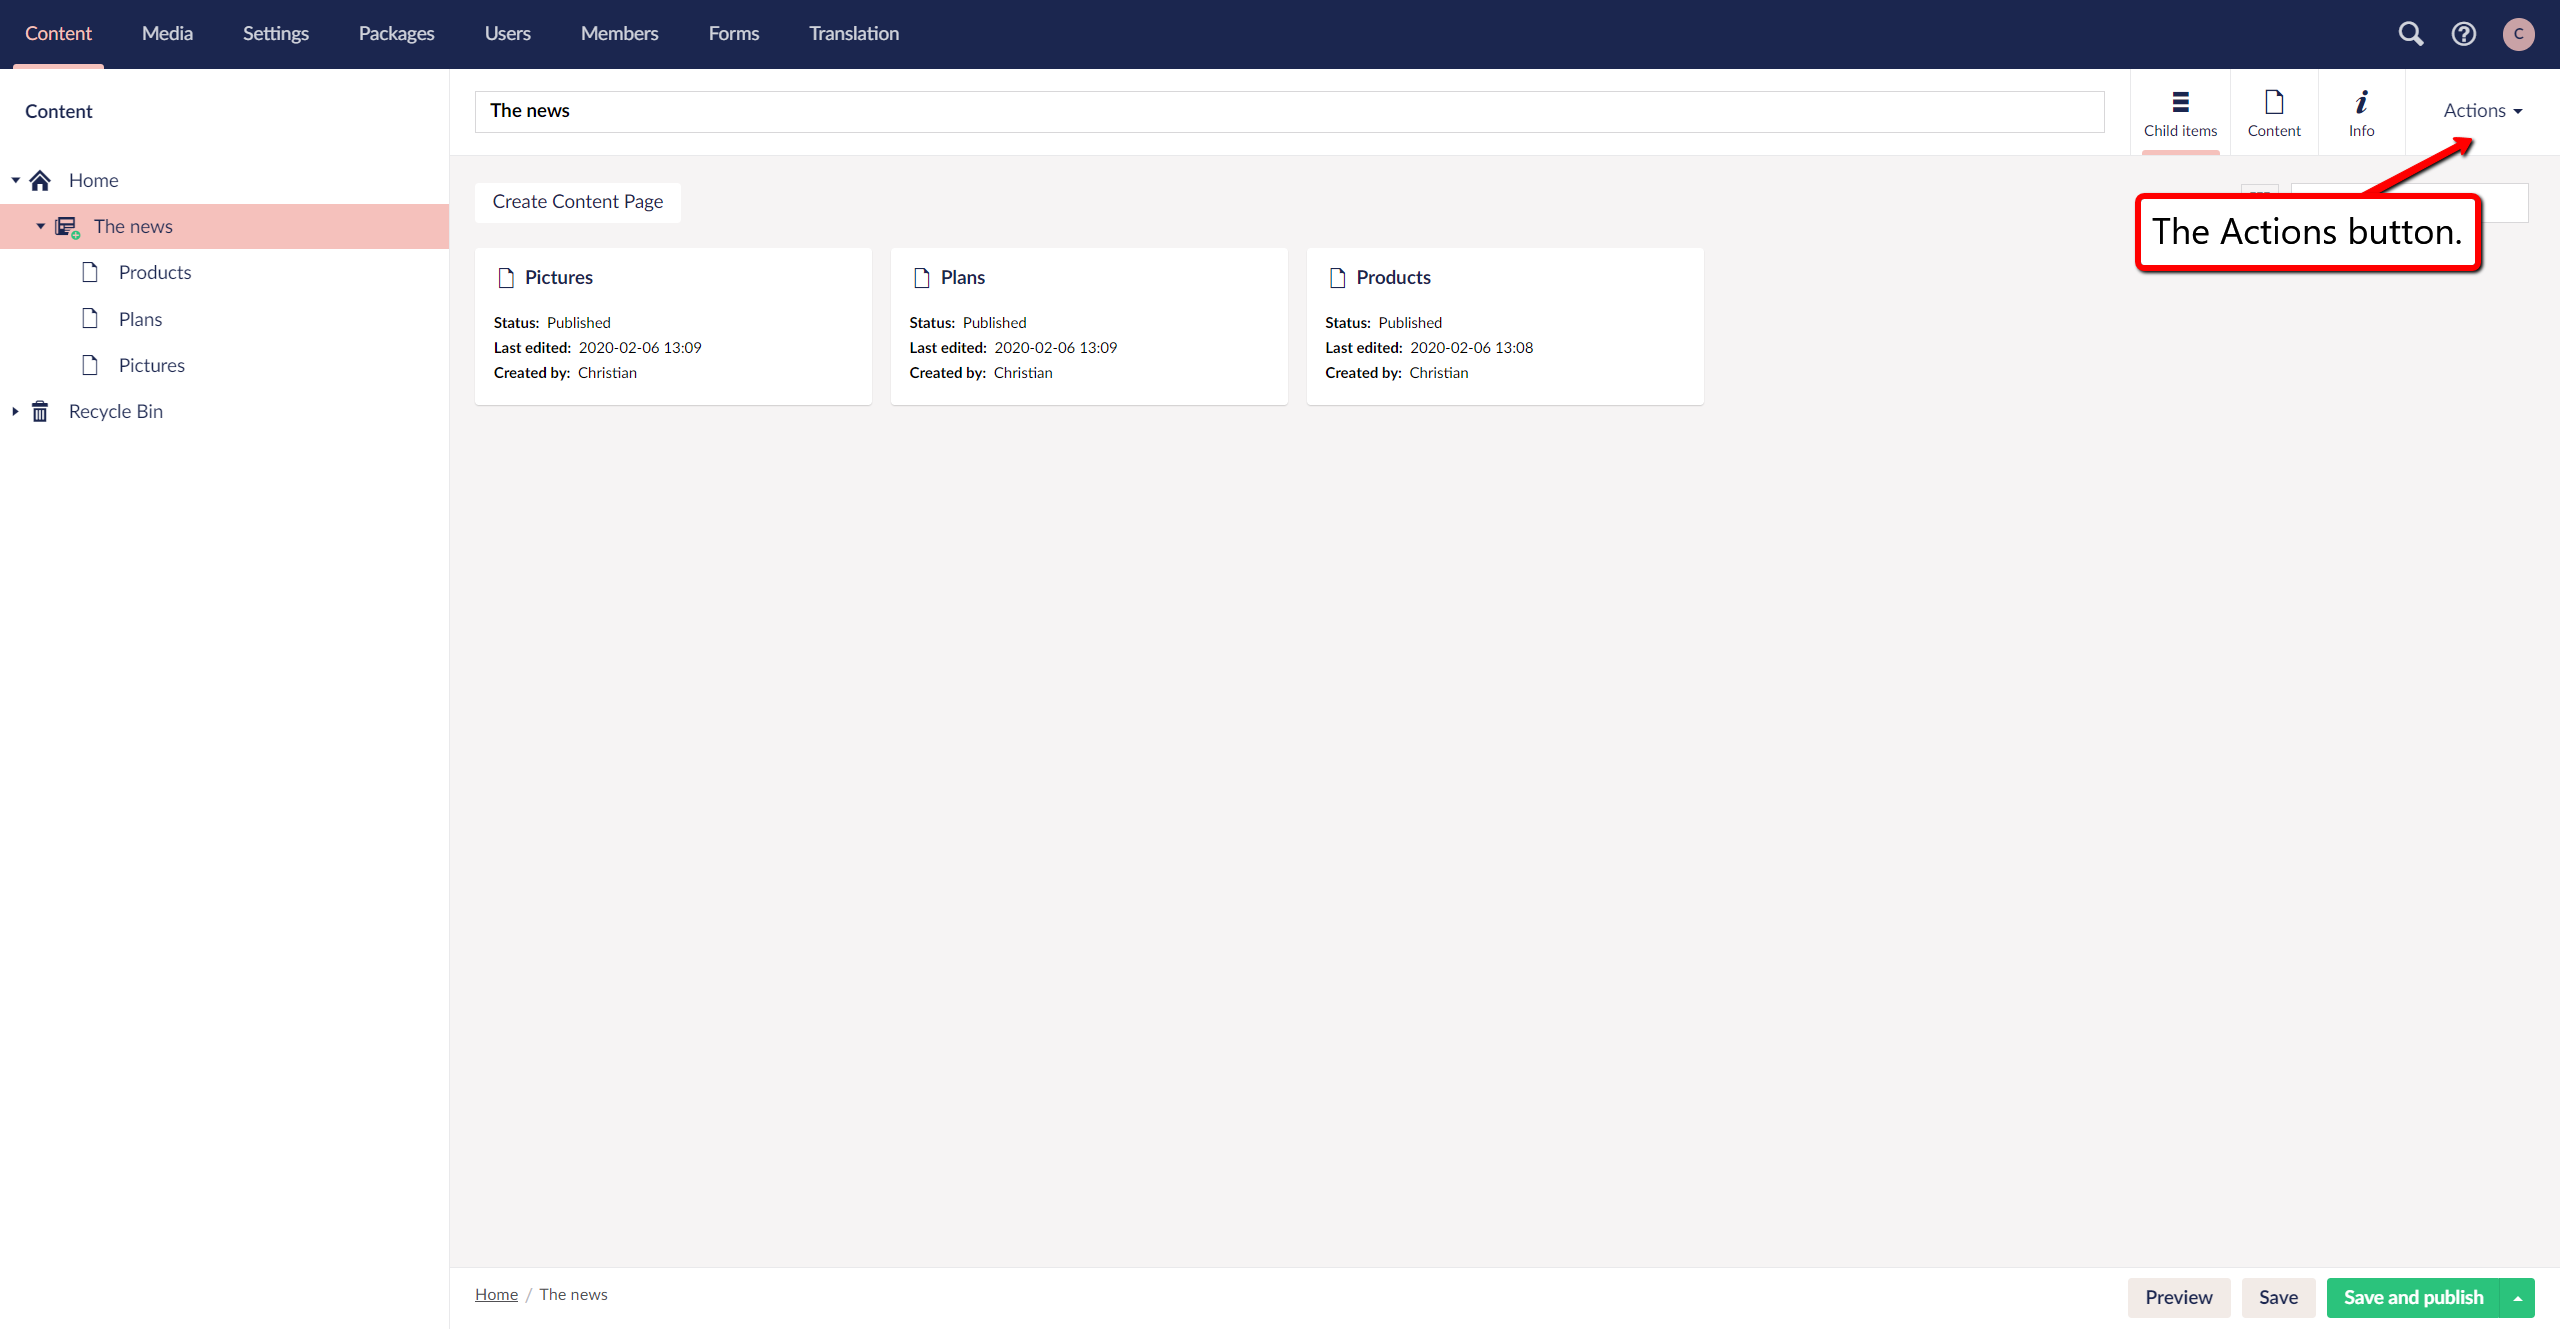 Content Media Settings Packages Users Members Forms Translation C
Content
The news
Child items Content Info Actions
Home
The news
Products
Plans
Pictures
Recycle Bin
Create Content Page
The Actions button.
Pictures
Status: Published
Last edited: 2020-02-06 13:09
Created by: Christian
Plans
Status: Published
Last edited: 2020-02-06 13:09
Created by: Christian
Products
Status: Published
Last edited: 2020-02-06 13:08
Created by: Christian
Home / The news
Preview Save Save and publish